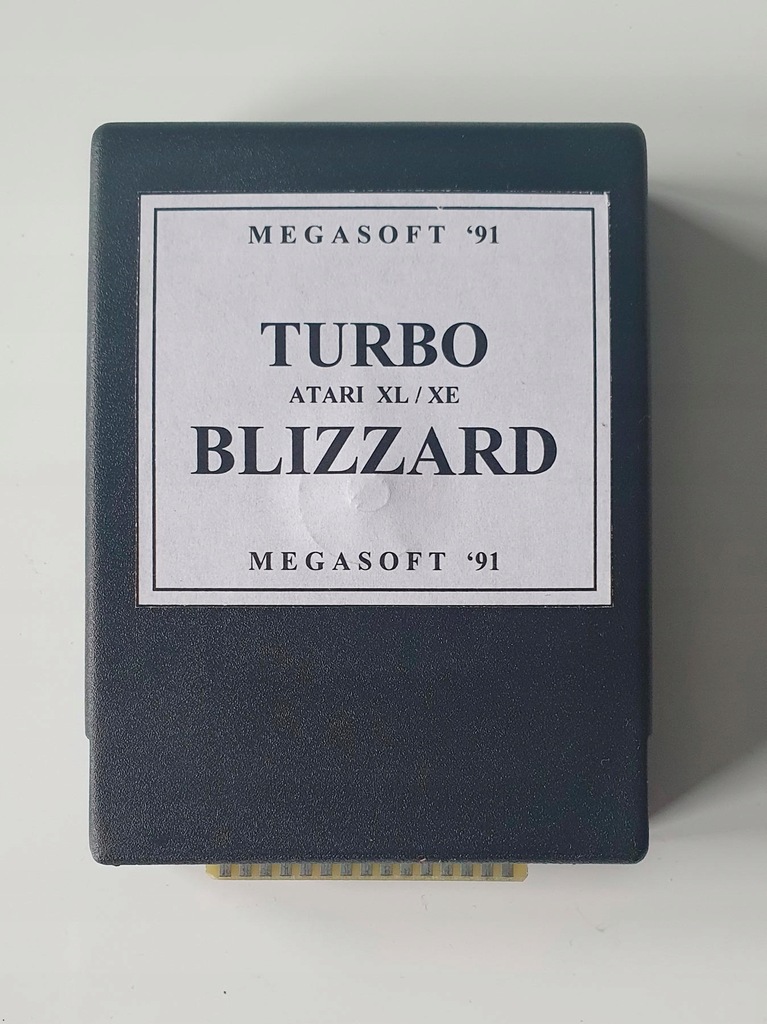 MEGASOFT ‘91
TURBO
ATARI XL / XE
BLIZZARD
MEGASOFT ‘91